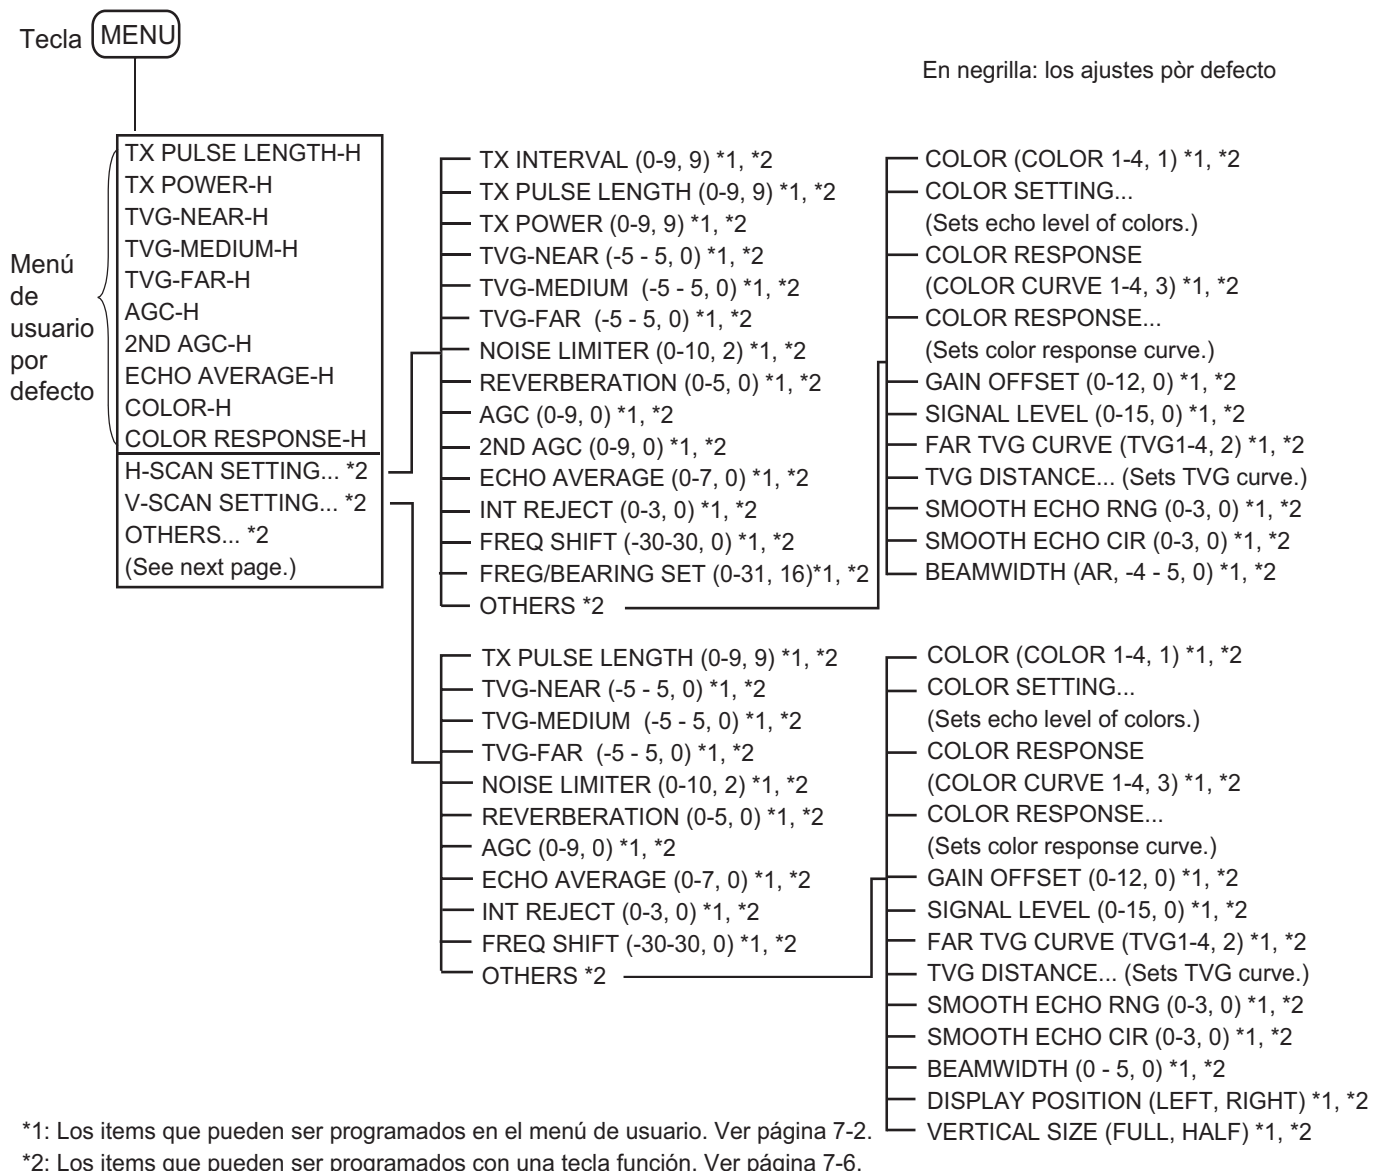 Tecla MENU
En negrilla: los ajustes pòr defecto
Menú
de
usuario
por
defecto
TX PULSE LENGTH-H
TX POWER-H
TVG-NEAR-H
TVG-MEDIUM-H
TVG-FAR-H
AGC-H
2ND AGC-H
ECHO AVERAGE-H
COLOR-H
COLOR RESPONSE-H
H-SCAN SETTING... *2
V-SCAN SETTING... *2
OTHERS... *2
(See next page.)
TX INTERVAL (0-9, 9) *1, *2
TX PULSE LENGTH (0-9, 9) *1, *2
TX POWER (0-9, 9) *1, *2
TVG-NEAR (-5 - 5, 0) *1, *2
TVG-MEDIUM (-5 - 5, 0) *1, *2
TVG-FAR (-5 - 5, 0) *1, *2
NOISE LIMITER (0-10, 2) *1, *2
REVERBERATION (0-5, 0) *1, *2
AGC (0-9, 0) *1, *2
2ND AGC (0-9, 0) *1, *2
ECHO AVERAGE (0-7, 0) *1, *2
INT REJECT (0-3, 0) *1, *2
FREQ SHIFT (-30-30, 0) *1, *2
FREG/BEARING SET (0-31, 16)*1, *2
OTHERS *2
COLOR (COLOR 1-4, 1) *1, *2
COLOR SETTING...
(Sets echo level of colors.)
COLOR RESPONSE
(COLOR CURVE 1-4, 3) *1, *2
COLOR RESPONSE...
(Sets color response curve.)
GAIN OFFSET (0-12, 0) *1, *2
SIGNAL LEVEL (0-15, 0) *1, *2
FAR TVG CURVE (TVG1-4, 2) *1, *2
TVG DISTANCE... (Sets TVG curve.)
SMOOTH ECHO RNG (0-3, 0) *1, *2
SMOOTH ECHO CIR (0-3, 0) *1, *2
BEAMWIDTH (AR, -4 - 5, 0) *1, *2
TX PULSE LENGTH (0-9, 9) *1, *2
TVG-NEAR (-5 - 5, 0) *1, *2
TVG-MEDIUM (-5 - 5, 0) *1, *2
TVG-FAR (-5 - 5, 0) *1, *2
NOISE LIMITER (0-10, 2) *1, *2
REVERBERATION (0-5, 0) *1, *2
AGC (0-9, 0) *1, *2
ECHO AVERAGE (0-7, 0) *1, *2
INT REJECT (0-3, 0) *1, *2
FREQ SHIFT (-30-30, 0) *1, *2
OTHERS *2
COLOR (COLOR 1-4, 1) *1, *2
COLOR SETTING...
(Sets echo level of colors.)
COLOR RESPONSE
(COLOR CURVE 1-4, 3) *1, *2
COLOR RESPONSE...
(Sets color response curve.)
GAIN OFFSET (0-12, 0) *1, *2
SIGNAL LEVEL (0-15, 0) *1, *2
FAR TVG CURVE (TVG1-4, 2) *1, *2
TVG DISTANCE... (Sets TVG curve.)
SMOOTH ECHO RNG (0-3, 0) *1, *2
SMOOTH ECHO CIR (0-3, 0) *1, *2
BEAMWIDTH (0 - 5, 0) *1, *2
DISPLAY POSITION (LEFT, RIGHT) *1, *2
VERTICAL SIZE (FULL, HALF) *1, *2
*1: Los items que pueden ser programados en el menú de usuario. Ver página 7-2.
*2: Los items que pueden ser programados con una tecla función. Ver página 7-6.